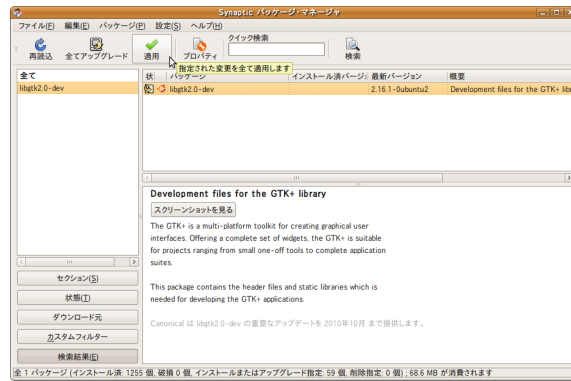 Synaptic パッケージ・マネージャ
ファイル(F) 編集(E) パッケージ(P) 設定(S) ヘルプ(H)
クイック検索
再読込 全てアップグレード 適用 プロパティ 検索
指定された変更を全て適用します
全て
libgtk2.0-dev
状 パッケージ インストール済バージ: 最新バージョン 概要
libgtk2.0-dev 2.16.1-0ubuntu2 Development files for the GTK+
Development files for the GTK+ library
スクリーンショットを見る
The GTK+ is a multi-platform toolkit for creating graphical user
interfaces. Offering a complete set of widgets, the GTK+ is suitable
for projects ranging from small one-off tools to complete application
suites.
This package contains the header files and static libraries which is
needed for developing the GTK+ applications.
Canonical は libgtk2.0-dev の重要なアップデートを 2010年10月 まで提供します。
セクション(S)
状態(T)
ダウンロード元
カスタムフィルター
検索結果(E)
全 1 パッケージ (インストール済: 1255 個, 破損 0 個, インストールまたはアップグレード指定: 59 個, 削除指定: 0 個) ; 68.6 MB が消費されます